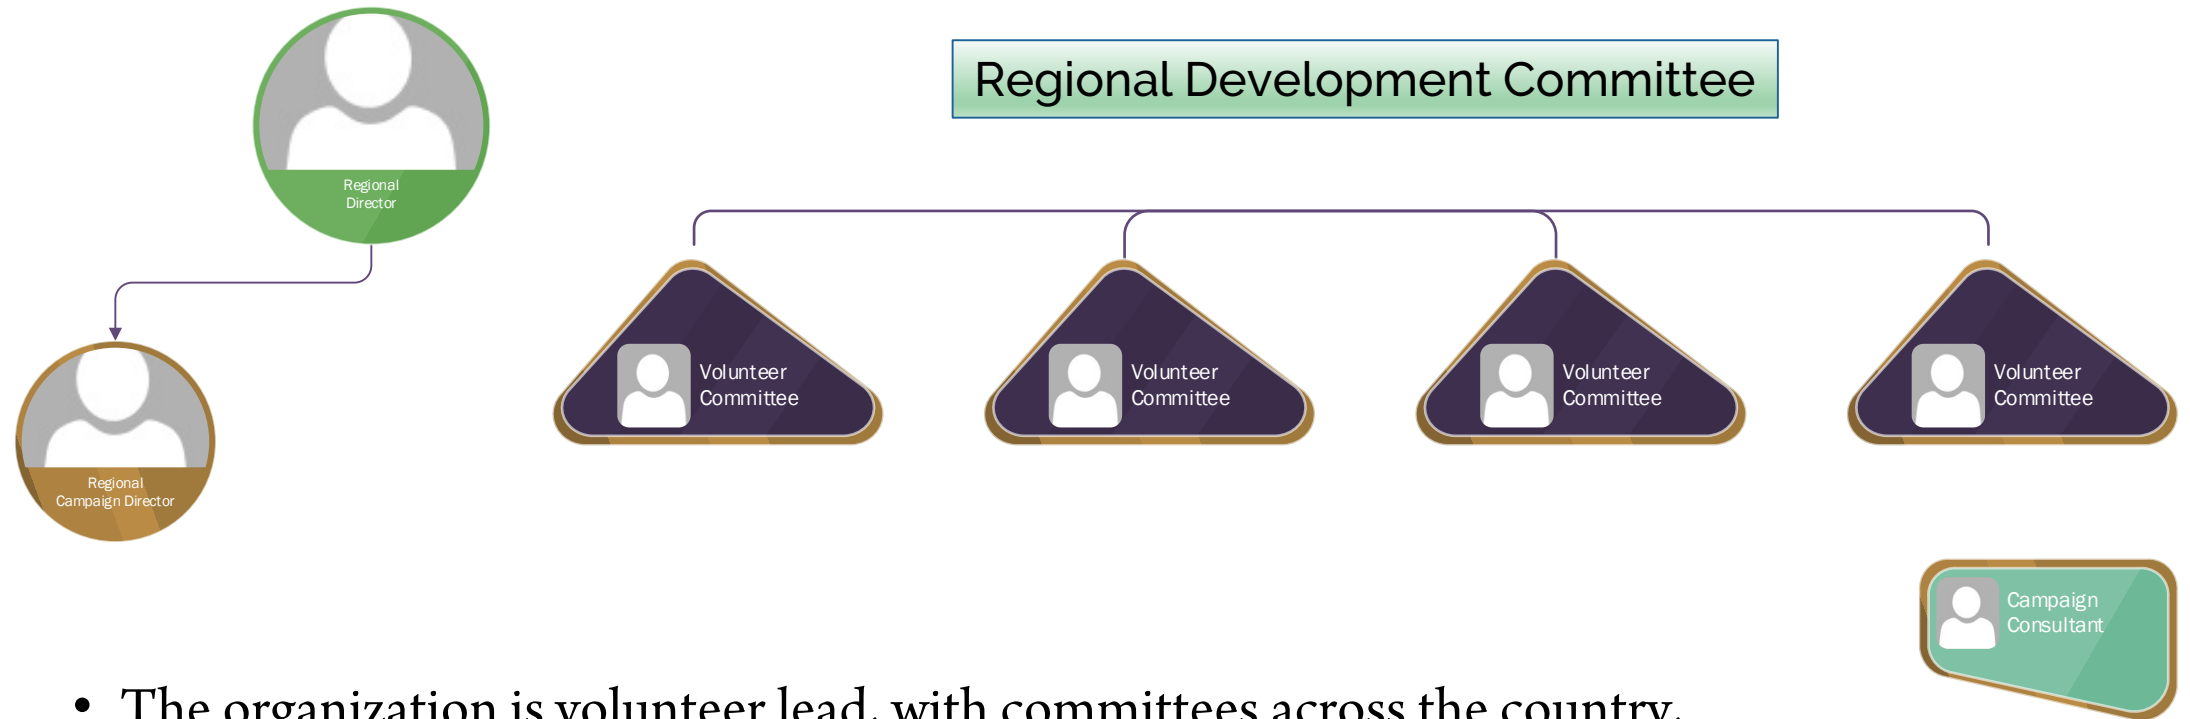 Regional Development Committee
Regional
Director
Regional
Campaign Director
Volunteer
Committee
Volunteer
Committee
Volunteer
Committee
Volunteer
Committee
Campaign
Consultant
• The organization is volunteer lead, with committees across the country.